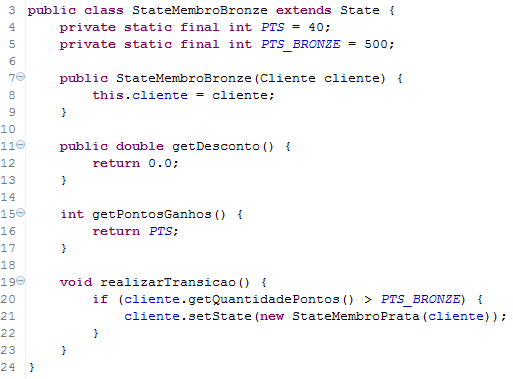 3 public class StateMembroBronze extends State {
4     private static final int PTS = 40;
5     private static final int PTS_BRONZE = 500;
6
7     public StateMembroBronze(Cliente cliente) {
8         this.cliente = cliente;
9     }
10
11     public double getDesconto() {
12         return 0.0;
13     }
14
15     int getPontosGanhos() {
16         return PTS;
17     }
18
19     void realizarTransicao() {
20         if (cliente.getQuantidadePontos() > PTS_BRONZE) {
21             cliente.setState(new StateMembroPrata(cliente));
22         }
23     }
24 }